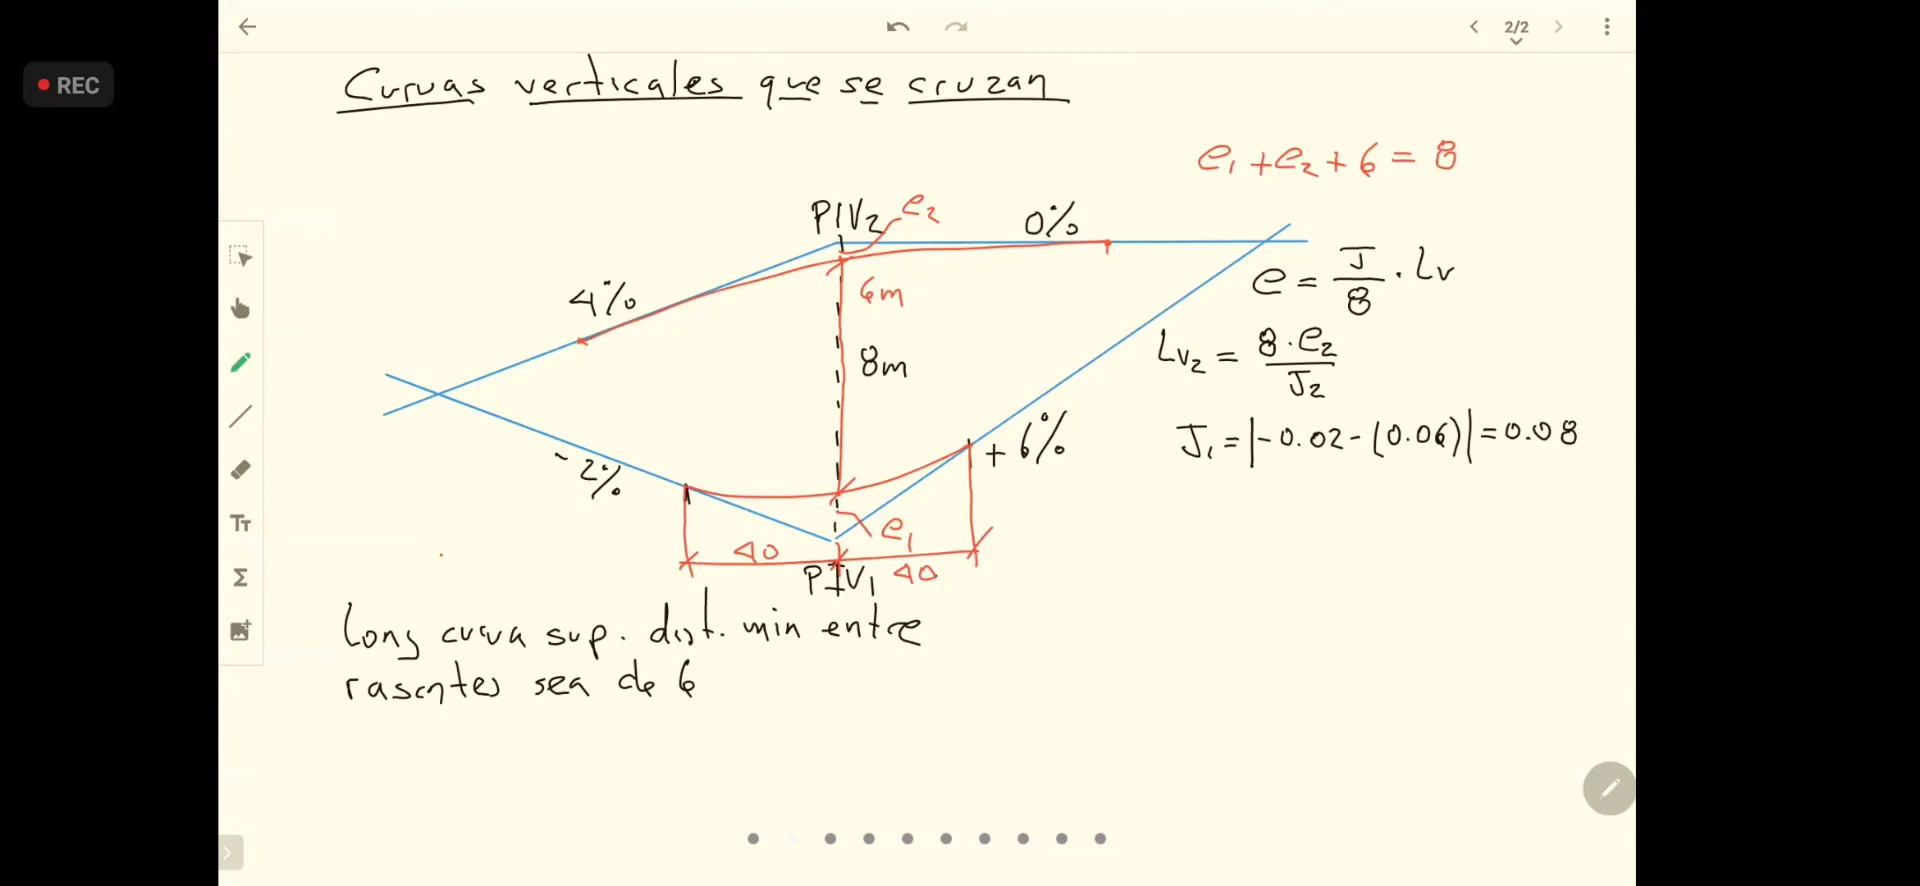 2/2
REC
Curvas verticales que se cruzan
e₁ + e₂ + 6 = 8
PIV₂ e₂ 0%
4% 6m
e = J/8 · Lv
8m
Lv₂ = 8 · e₂ / J₂
+ 6%
J₁ = |-0.02 - (0.06)| = 0.08
-2%
e₁
40
PIV₁ 40
Long curva sup. dist. min entre
rasantes sea de 6
TT
Σ